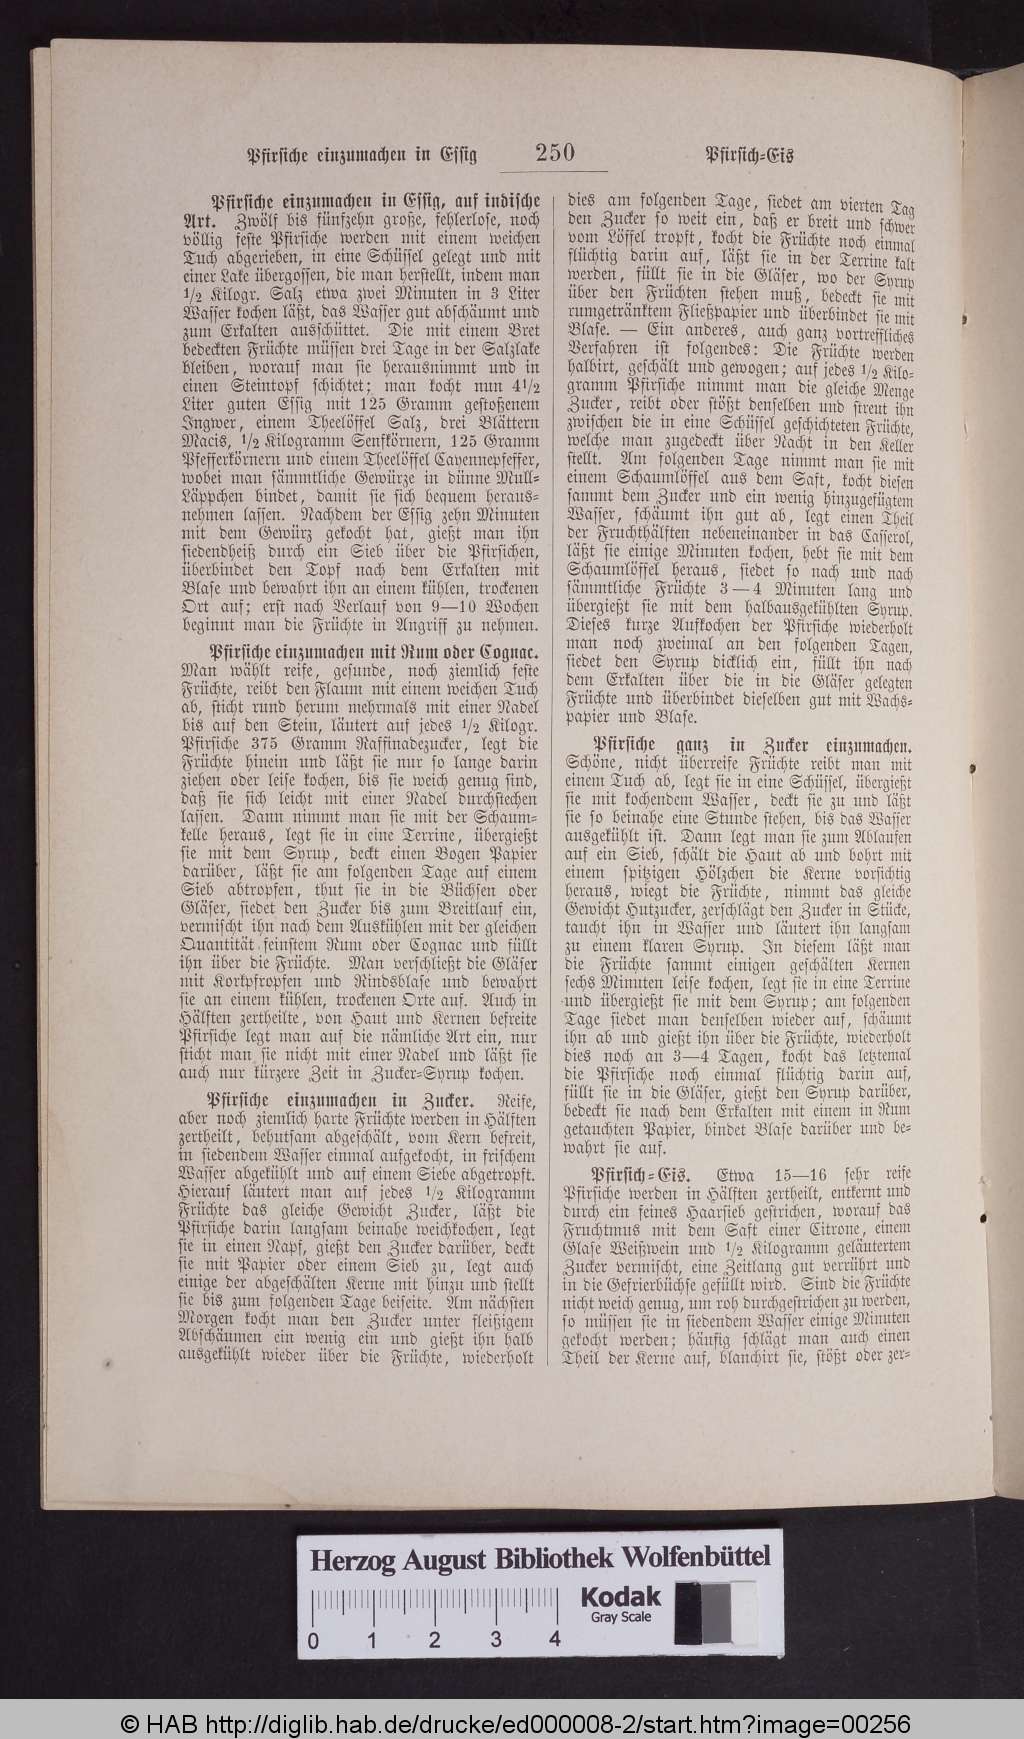 Pfirsiche einzumachen in Essig 250 Pfirsich-Eis
Pfirsiche einzumachen in Essig, auf indische
Art. Zwölf bis fünfzehn große, fehlerlose, noch
völlig feste Pfirsiche werden mit einem weichen
Tuch abgerieben, in eine Schüssel gelegt und mit
einer Lake übergossen, die man herstellt, indem man
1/2 Kilogr. Salz etwa zwei Minuten in 3 Liter
Wasser kochen läßt, das Wasser gut abschäumt und
zum Erkalten ausschüttet. Die mit einem Bret
bedeckten Früchte müssen drei Tage in der Salzlake
bleiben, worauf man sie herausnimmt und in
einen Steintopf schichtet; man kocht nun 4 1/2
Liter guten Essig mit 125 Gramm gestoßenem
Ingwer, einem Theelöffel Salz, drei Blättern
Macis, 1/2 Kilogramm Senfkörnern, 125 Gramm
Pfefferkörnern und einem Theelöffel Cayennepfeffer,
wobei man sämmtliche Gewürze in dünne Mull-
Läppchen bindet, damit sie sich bequem heraus-
nehmen lassen. Nachdem der Essig zehn Minuten
mit dem Gewürz gekocht hat, gießt man ihn
siedendheiß durch ein Sieb über die Pfirsichen,
überbindet den Topf nach dem Erkalten mit
Blase und bewahrt ihn an einem kühlen, trockenen
Ort auf; erst nach Verlauf von 9—10 Wochen
beginnt man die Früchte in Angriff zu nehmen.
Pfirsiche einzumachen mit Rum oder Cognac.
Man wählt reife, gesunde, noch ziemlich feste
Früchte, reibt den Flaum mit einem weichen Tuch
ab, sticht rund herum mehrmals mit einer Nadel
bis auf den Stein, läutert auf jedes 1/2 Kilogr.
Pfirsiche 375 Gramm Raffinadezucker, legt die
Früchte hinein und läßt sie nur so lange darin
ziehen oder leise kochen, bis sie weich genug sind,
daß sie sich leicht mit einer Nadel durchstechen
lassen. Dann nimmt man sie mit der Schaum-
kelle heraus, legt sie in eine Terrine, übergießt
sie mit dem Syrup, deckt einen Bogen Papier
darüber, läßt sie am folgenden Tage auf einem
Sieb abtropfen, thut sie in die Büchsen oder
Gläser, siedet den Zucker bis zum Breitlauf ein,
vermischt ihn nach dem Auskühlen mit der gleichen
Quantität feinstem Rum oder Cognac und füllt
ihn über die Früchte. Man verschließt die Gläser
mit Korkpfropfen und Rindsblase und bewahrt
sie an einem kühlen, trockenen Orte auf. Auch in
Hälften zertheilte, von Haut und Kernen befreite
Pfirsiche legt man auf die nämliche Art ein, nur
sticht man sie nicht mit einer Nadel und läßt sie
auch nur kürzere Zeit in Zucker-Syrup kochen.
Pfirsiche einzumachen in Zucker. Reife,
aber noch ziemlich harte Früchte werden in Hälften
zertheilt, behutsam abgeschält, vom Kern befreit,
in siedendem Wasser einmal aufgekocht, in frischem
Wasser abgekühlt und auf einem Siebe abgetropft.
Hierauf läutert man auf jedes 1/2 Kilogramm
Früchte das gleiche Gewicht Zucker, läßt die
Pfirsiche darin langsam beinahe weichkochen, legt
sie in einen Napf, gießt den Zucker darüber, deckt
sie mit Papier oder einem Sieb zu, legt auch
einige der abgeschälten Kerne mit hinzu und stellt
sie bis zum folgenden Tage beiseite. Am nächsten
Morgen kocht man den Zucker unter fleißigem
Abschäumen ein wenig ein und gießt ihn halb
ausgekühlt wieder über die Früchte, wiederholt
dies am folgenden Tage, siedet am vierten Tag
den Zucker so weit ein, daß er breit und schwer
vom Löffel tropft, kocht die Früchte noch einmal
flüchtig darin auf, läßt sie in der Terrine kalt
werden, füllt sie in die Gläser, wo der Syrup
über den Früchten stehen muß, bedeckt sie mit
rumgetränktem Fließpapier und überbindet sie mit
Blase. — Ein anderes, auch ganz vortreffliches
Verfahren ist folgendes: Die Früchte werden
halbirt, geschält und gewogen; auf jedes 1/2 Kilo-
gramm Pfirsiche nimmt man die gleiche Menge
Zucker, reibt oder stößt denselben und streut ihn
zwischen die in eine Schüssel geschichteten Früchte,
welche man zugedeckt über Nacht in den Keller
stellt. Am folgenden Tage nimmt man sie mit
einem Schaumlöffel aus dem Saft, kocht diesen
sammt dem Zucker und ein wenig hinzugefügtem
Wasser, schäumt ihn gut ab, legt einen Theil
der Fruchthälften nebeneinander in das Casserol,
läßt sie einige Minuten kochen, hebt sie mit dem
Schaumlöffel heraus, siedet so nach und nach
sämmtliche Früchte 3—4 Minuten lang und
übergießt sie mit dem halbausgekühlten Syrup.
Dieses kurze Aufkochen der Pfirsiche wiederholt
man noch zweimal an den folgenden Tagen,
siedet den Syrup dicklich ein, füllt ihn nach
dem Erkalten über die in die Gläser gelegten
Früchte und überbindet dieselben gut mit Wachs-
papier und Blase.
Pfirsiche ganz in Zucker einzumachen.
Schöne, nicht überreife Früchte reibt man mit
einem Tuch ab, legt sie in eine Schüssel, übergießt
sie mit kochendem Wasser, deckt sie zu und läßt
sie so beinahe eine Stunde stehen, bis das Wasser
ausgekühlt ist. Dann legt man sie zum Ablaufen
auf ein Sieb, schält die Haut ab und bohrt mit
einem spitzigen Hölzchen die Kerne vorsichtig
heraus, wiegt die Früchte, nimmt das gleiche
Gewicht Hutzucker, zerschlägt den Zucker in Stücke,
taucht ihn in Wasser und läutert ihn langsam
zu einem klaren Syrup. In diesem läßt man
die Früchte sammt einigen geschälten Kernen
sechs Minuten leise kochen, legt sie in eine Terrine
und übergießt sie mit dem Syrup; am folgenden
Tage siedet man denselben wieder auf, schäumt
ihn ab und gießt ihn über die Früchte, wiederholt
dies noch an 3—4 Tagen, kocht das letztemal
die Pfirsiche noch einmal flüchtig darin auf,
füllt sie in die Gläser, gießt den Syrup darüber,
bedeckt sie nach dem Erkalten mit einem in Rum
getauchten Papier, bindet Blase darüber und be-
wahrt sie auf.
Pfirsich-Eis. Etwa 15—16 sehr reife
Pfirsiche werden in Hälften zertheilt, entkernt und
durch ein feines Haarsieb gestrichen, worauf das
Fruchtmus mit dem Saft einer Citrone, einem
Glase Weißwein und 1/2 Kilogramm geläutertem
Zucker vermischt, eine Zeitlang gut verrührt und
in die Gefrierbüchse gefüllt wird. Sind die Früchte
nicht weich genug, um roh durchgestrichen zu werden,
so müssen sie in siedendem Wasser einige Minuten
gekocht werden; häufig schlägt man auch einen
Theil der Kerne auf, blanchirt sie, stößt oder zer-
Herzog August Bibliothek Wolfenbüttel
Kodak
Gray Scale
0 1 2 3 4
© HAB http://diglib.hab.de/drucke/ed000008-2/start.htm?image=00256